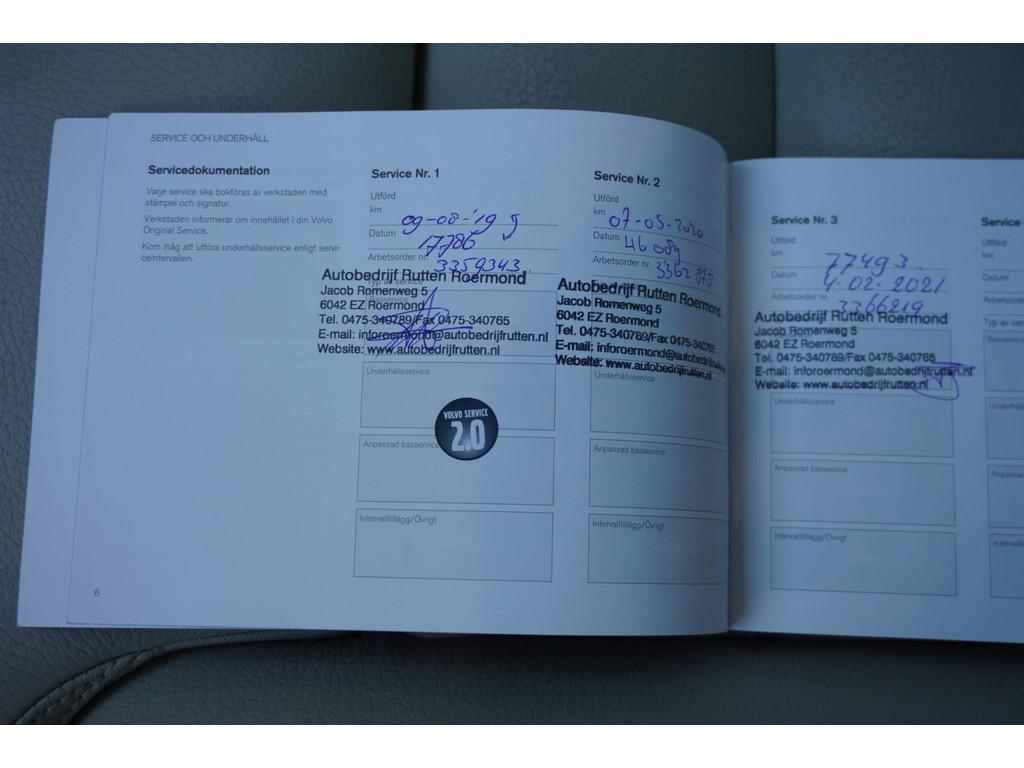 SERVICE OCH UNDERHÅLL
Servicedokumentation
Varje service ska bokföras av verkstaden med
stämpel och signatur.
Verkstaden informerar om innehållet i din Volvo
Original Service.
Kom ihåg att utföra underhållsservice enligt servi-
ceintervallen.
6
Service Nr. 1
Utförd
km
09-08-'19
Datum
17786
Arbetsorder nr.
3359343
Typ av service
Autobedrijf Rutten Roermond
Jacob Romenweg 5
6042 EZ Roermond
Tel. 0475-340789/Fax 0475-340765
E-mail: inforoermond@autobedrijfrutten.nl
Website: www.autobedrijfrutten.nl
Underhållsservice
VOLVO SERVICE
2.0
Anpassad basservice
Intervalltillägg/Övrigt
Service Nr. 2
Utförd
km
07-05-2020
Datum
46089
Arbetsorder nr.
Autobedrijf Rutten Roermond
Jacob Romenweg 5
6042 EZ Roermond
Tel. 0475-340789/Fax 0475-340765
E-mail: inforoermond@autobedrijfrutten.nl
Website: www.autobedrijfrutten.nl
Underhållsservice
Anpassad basservice
Intervalltillägg/Övrigt
Service Nr. 3
Utförd
km
77493
Datum
4-02-2021
Arbetsorder nr.
3366219
Autobedrijf Rutten Roermond
Jacob Romenweg 5
6042 EZ Roermond
Tel. 0475-340789/Fax 0475-340765
E-mail: inforoermond@autobedrijfrutten.nl
Website: www.autobedrijfrutten.nl
Underhållsservice
Anpassad basservice
Intervalltillägg/Övrigt
Service
Utförd
km
Datum
Arbetsorder
Typ av